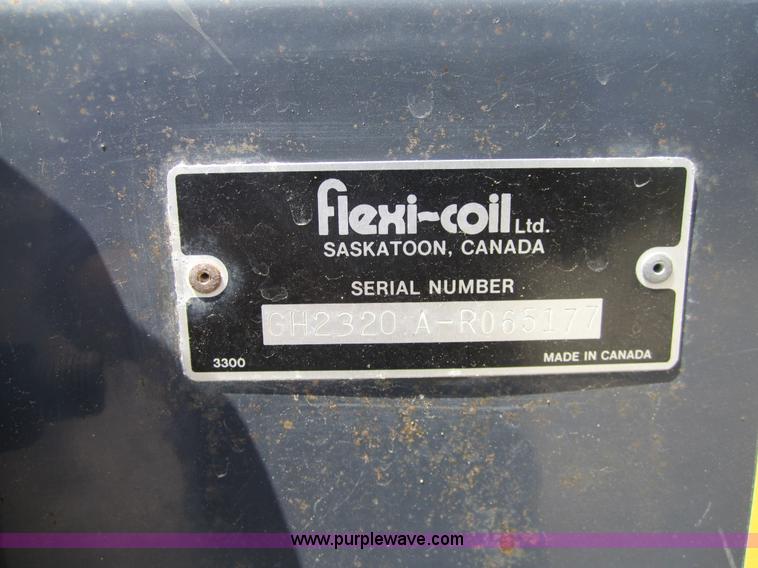 flexi-coil Ltd.
SASKATOON, CANADA
SERIAL NUMBER
GH2320 A-R065177
3300
MADE IN CANADA
www.purplewave.com